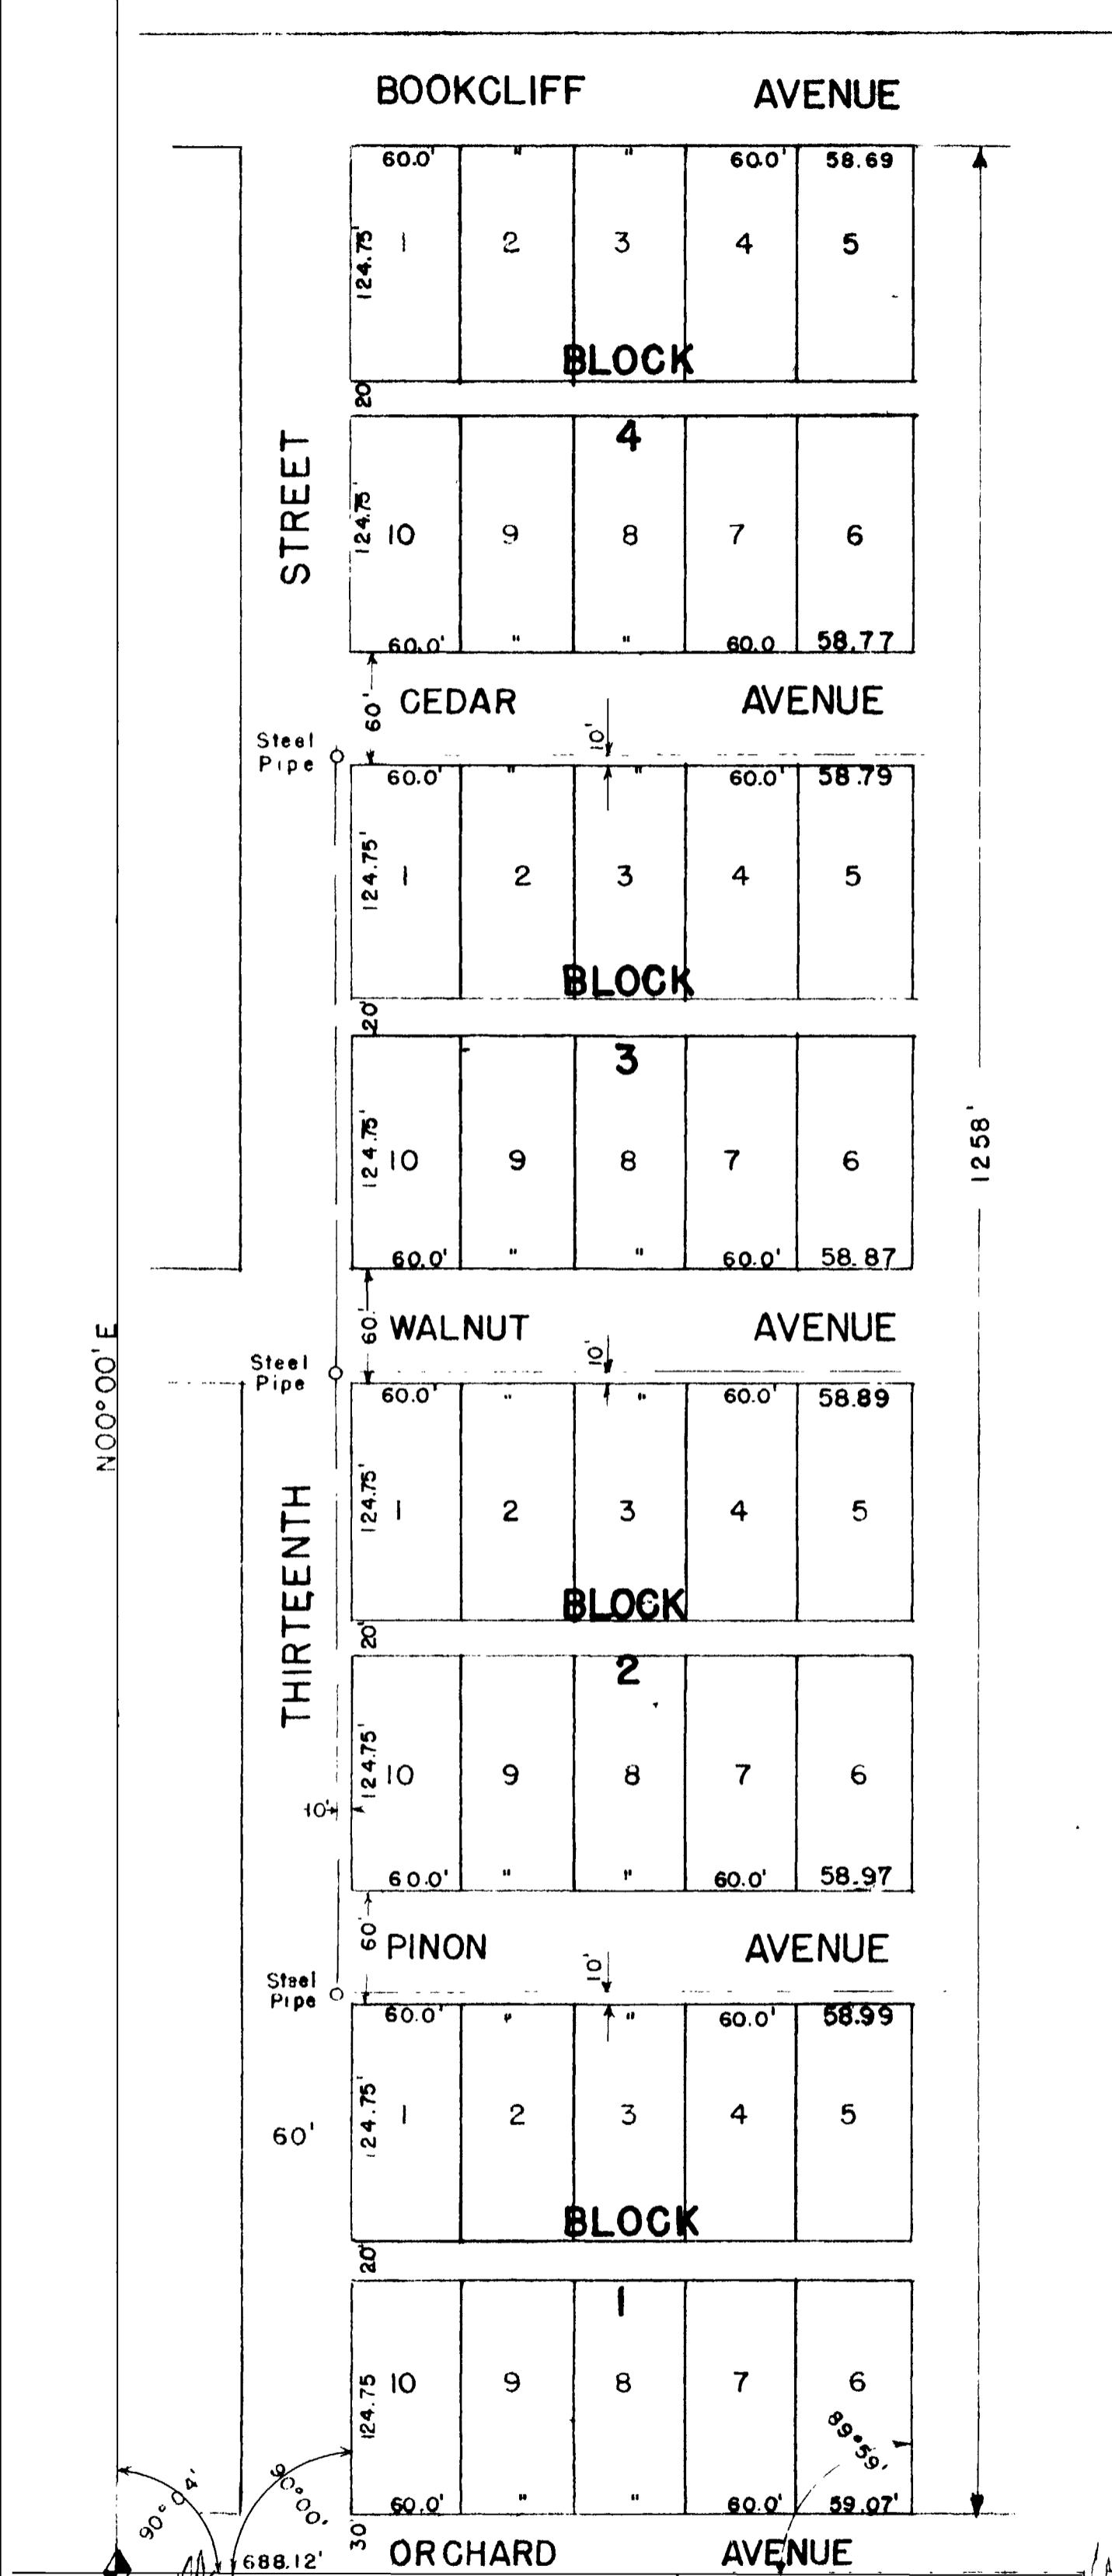 BOOKCLIFF AVENUE
60.0' " " 60.0' 58.69
124.75' 1 2 3 4 5
BLOCK
20'
4
STREET
124.75' 10 9 8 7 6
60.0' " " 60.0 58.77
60' CEDAR AVENUE
10'
Steel
Pipe
60.0' " " 60.0' 58.79
124.75' 1 2 3 4 5
BLOCK
20'
3
1258'
124.75' 10 9 8 7 6
60.0' " " 60.0' 58.87
60' WALNUT AVENUE
10'
N00°00'E
Steel
Pipe
60.0' " " 60.0' 58.89
124.75' 1 2 3 4 5
THIRTEENTH
BLOCK
20'
2
124.75' 10 9 8 7 6
10'
60.0' " " 60.0' 58.97
60' PINON AVENUE
10'
Steel
Pipe
60.0' " " 60.0' 58.99
124.75' 1 2 3 4 5
60'
BLOCK
20'
1
124.75 10 9 8 7 6
89°59'
90°04' 90°00'
60.0' " " 60.0' 59.07'
30'
688.12' ORCHARD AVENUE